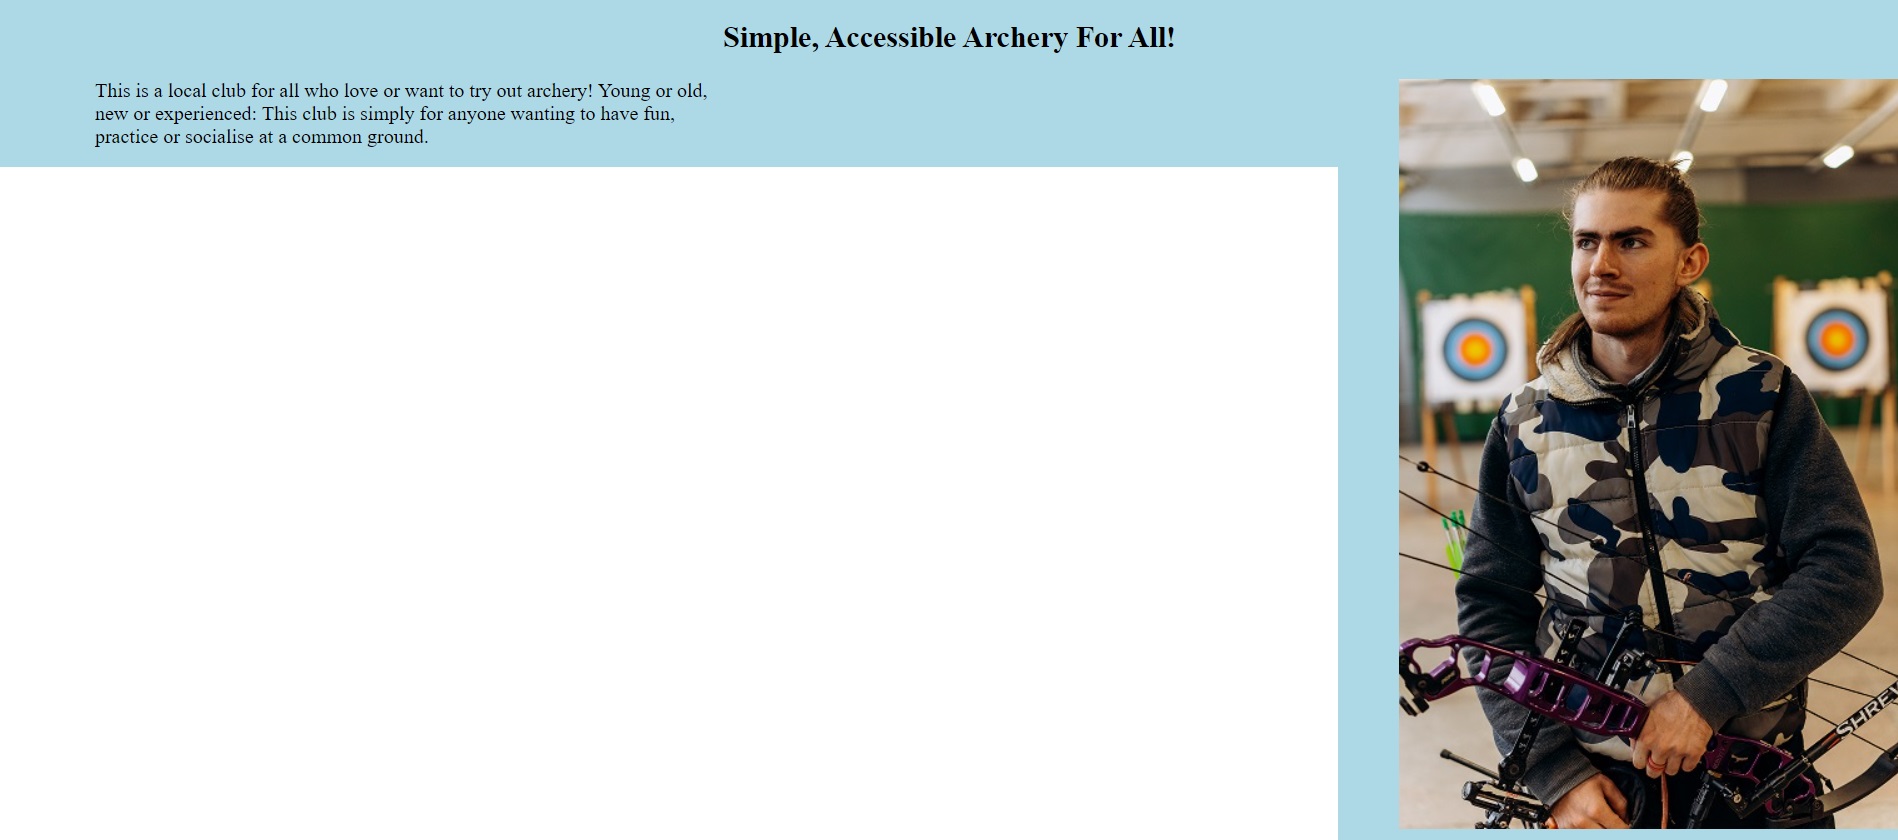 Simple, Accessible Archery For All!
This is a local club for all who love or want to try out archery! Young or old,
new or experienced: This club is simply for anyone wanting to have fun,
practice or socialise at a common ground.